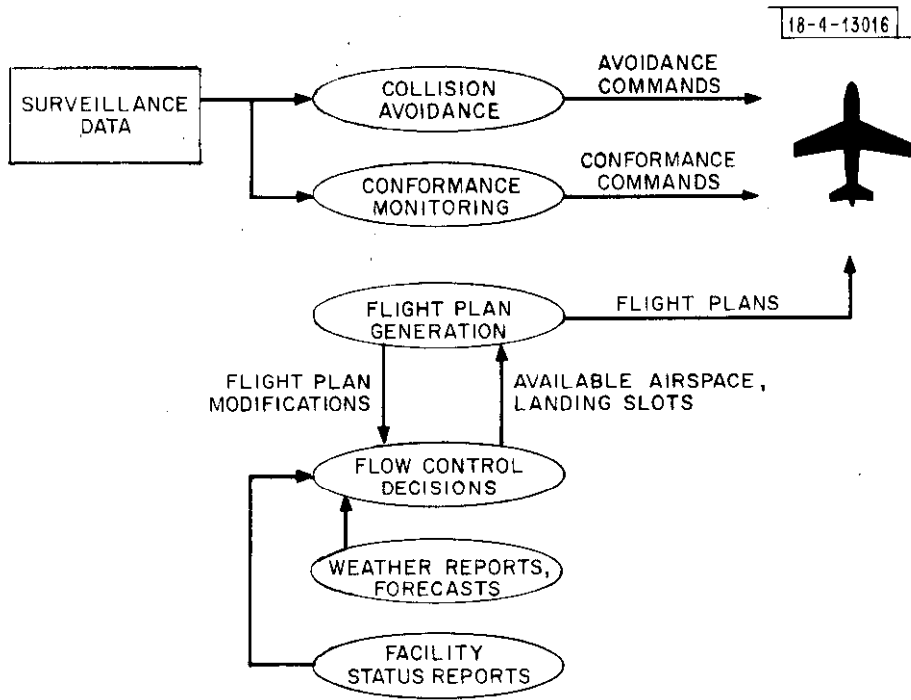 18-4-13016
SURVEILLANCE
DATA
COLLISION
AVOIDANCE
AVOIDANCE
COMMANDS
CONFORMANCE
MONITORING
CONFORMANCE
COMMANDS
FLIGHT PLAN
GENERATION
FLIGHT PLANS
FLIGHT PLAN
MODIFICATIONS
AVAILABLE AIRSPACE,
LANDING SLOTS
FLOW CONTROL
DECISIONS
WEATHER REPORTS,
FORECASTS
FACILITY
STATUS REPORTS